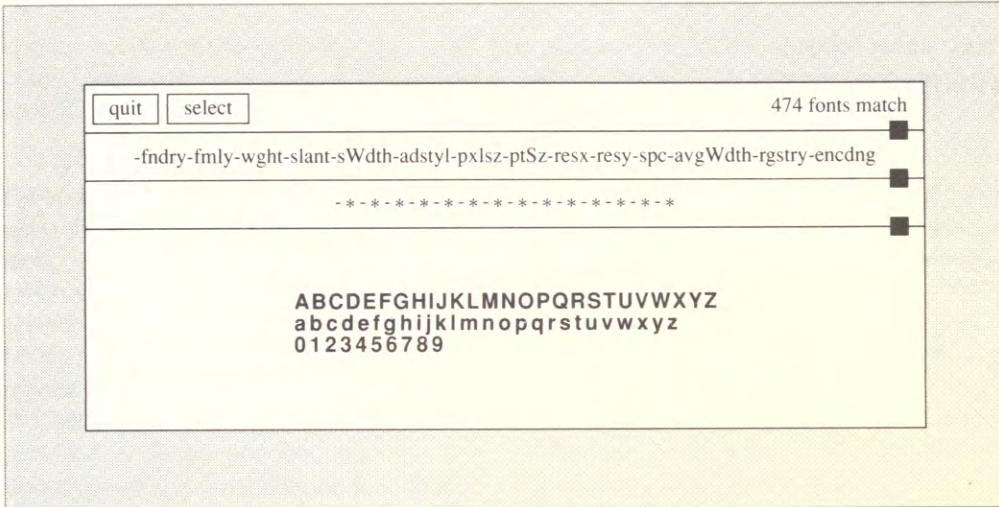 quit select 474 fonts match
-fndry-fmly-wght-slant-sWdth-adstyl-pxlsz-ptSz-resx-resy-spc-avgWdth-rgstry-encdng
-*-*-*-*-*-*-*-*-*-*-*-*-*-*
ABCDEFGHIJKLMNOPQRSTUVWXYZ
abcdefghijklmnopqrstuvwxyz
0123456789